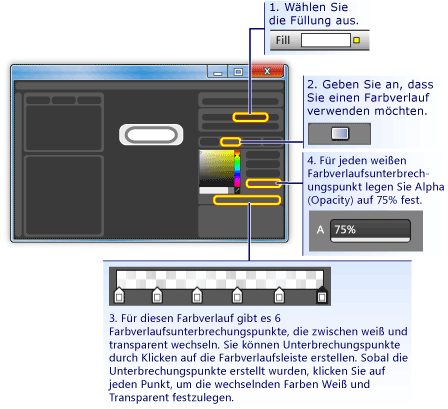 1. Wählen Sie
die Füllung aus.
Fill
2. Geben Sie an, dass
Sie einen Farbverlauf
verwenden möchten.
4. Für jeden weißen
Farbverlaufsunterbrech-
ungspunkt legen Sie Alpha
(Opacity) auf 75% fest.
A 75%
3. Für diesen Farbverlauf gibt es 6
Farbverlaufsunterbrechungspunkte, die zwischen weiß und
transparent wechseln. Sie können Unterbrechungspunkte
durch Klicken auf die Farbverlaufsleiste erstellen. Sobal die
Unterbrechungspunkte erstellt wurden, klicken Sie auf
jeden Punkt, um die wechselnden Farben Weiß und
Transparent festzulegen.